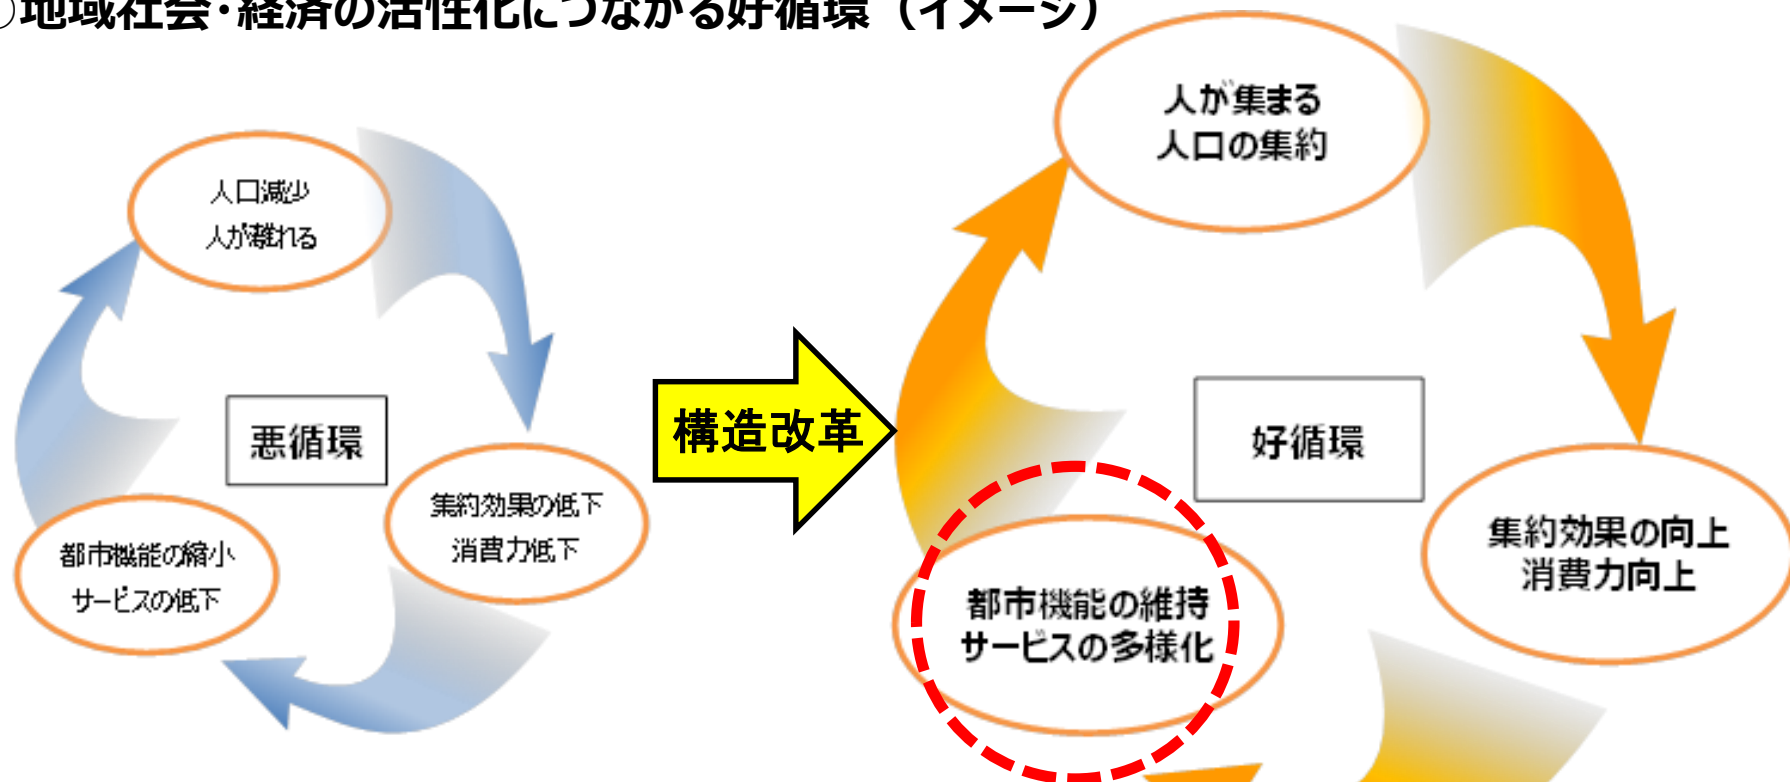 ○地域社会・経済の活性化につながる好循環（イメージ）
人口減少
人が離れる
悪循環
集約効果の低下
消費力低下
都市機能の縮小
サービスの低下
構造改革
人が集まる
人口の集約
好循環
集約効果の向上
消費力向上
都市機能の維持
サービスの多様化